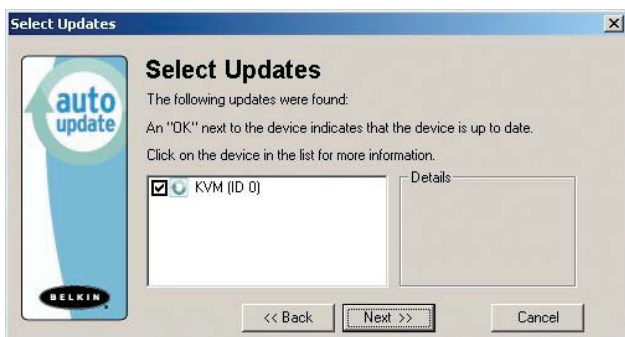 Select Updates
auto
update
BELKIN
Select Updates
The following updates were found:
An "OK" next to the device indicates that the device is up to date.
Click on the device in the list for more information.
KVM (ID 0)
Details
<< Back
Next >>
Cancel